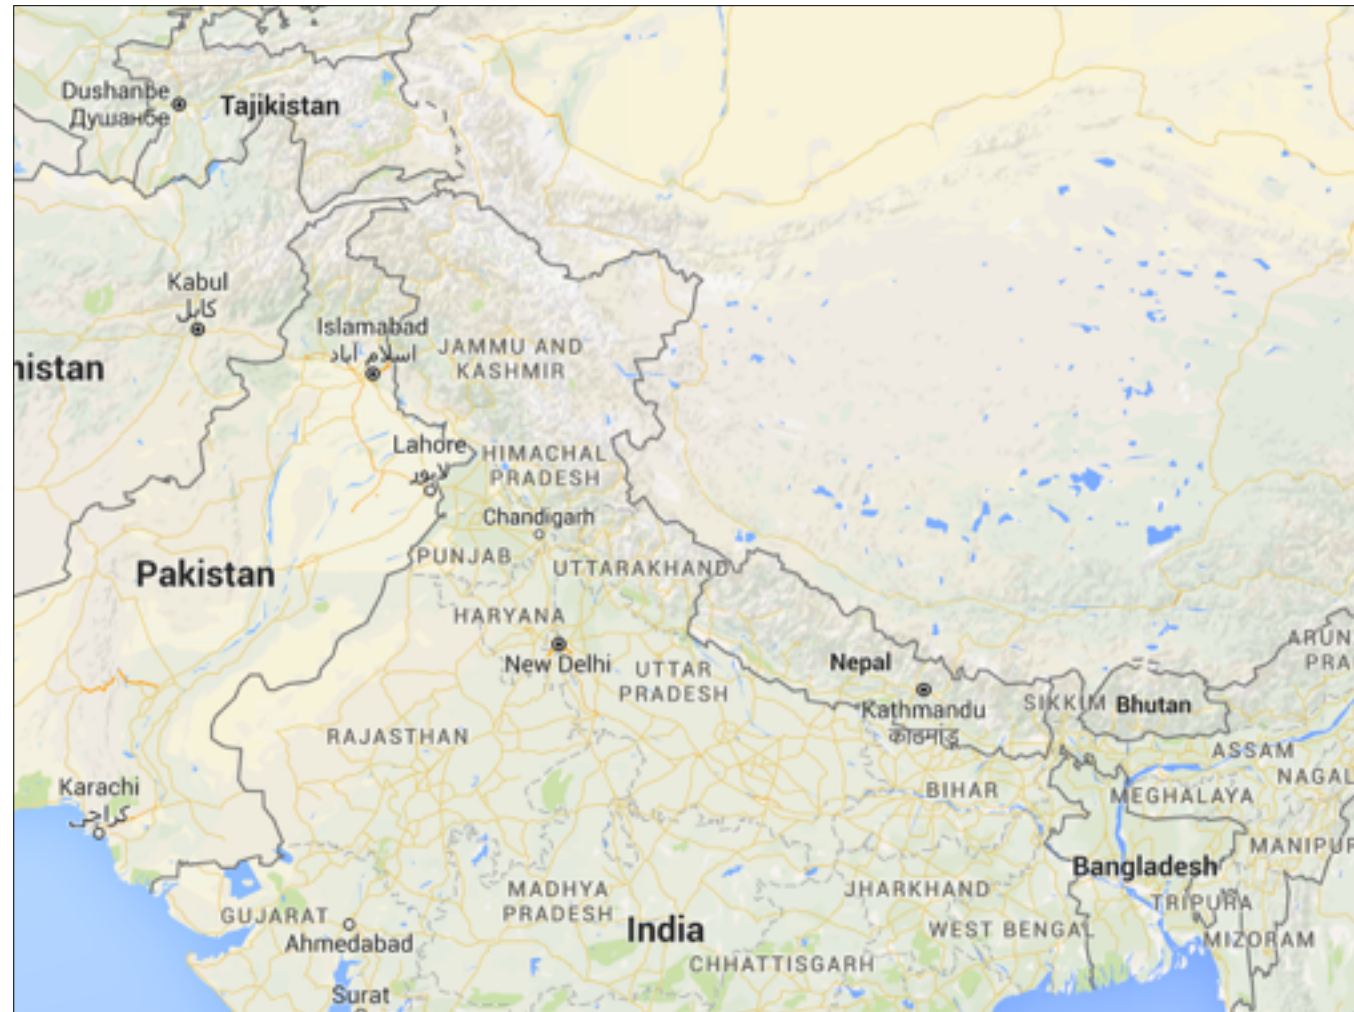 Dushanbe
Душанбе
Tajikistan
Kabul
کابل
nistan
Islamabad
اسلام آباد
JAMMU AND
KASHMIR
Lahore
لاہور
HIMACHAL
PRADESH
Chandigarh
PUNJAB
UTTARAKHAND
Pakistan
HARYANA
New Delhi
UTTAR
PRADESH
Nepal
Kathmandu
काठमाडौं
SIKKIM
Bhutan
ARUN
PRA
RAJASTHAN
ASSAM
NAGAL
Karachi
کراچی
BIHAR
MEGHALAYA
MANIPUR
Bangladesh
MADHYA
PRADESH
JHARKHAND
TRIPURA
GUJARAT
Ahmedabad
India
WEST BENGAL
MIZORAM
CHHATTISGARH
Surat